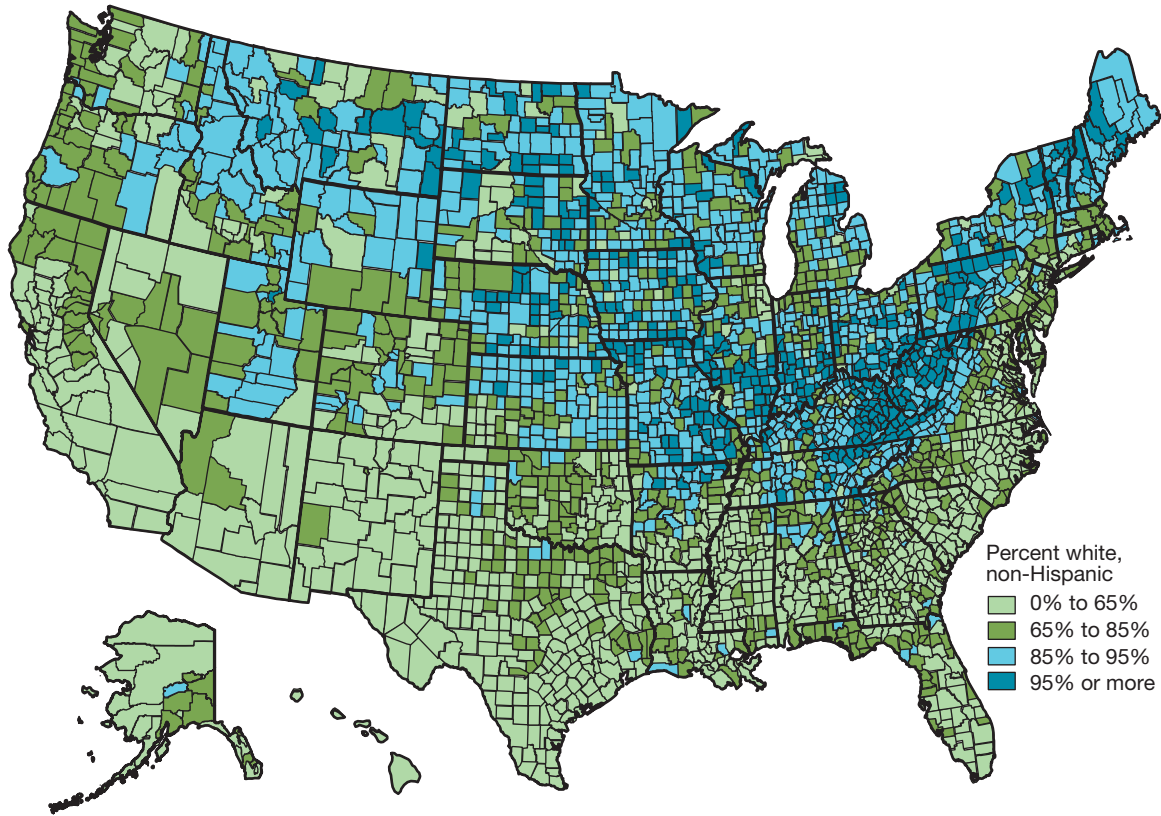 Percent white,
non-Hispanic
0% to 65%
65% to 85%
85% to 95%
95% or more